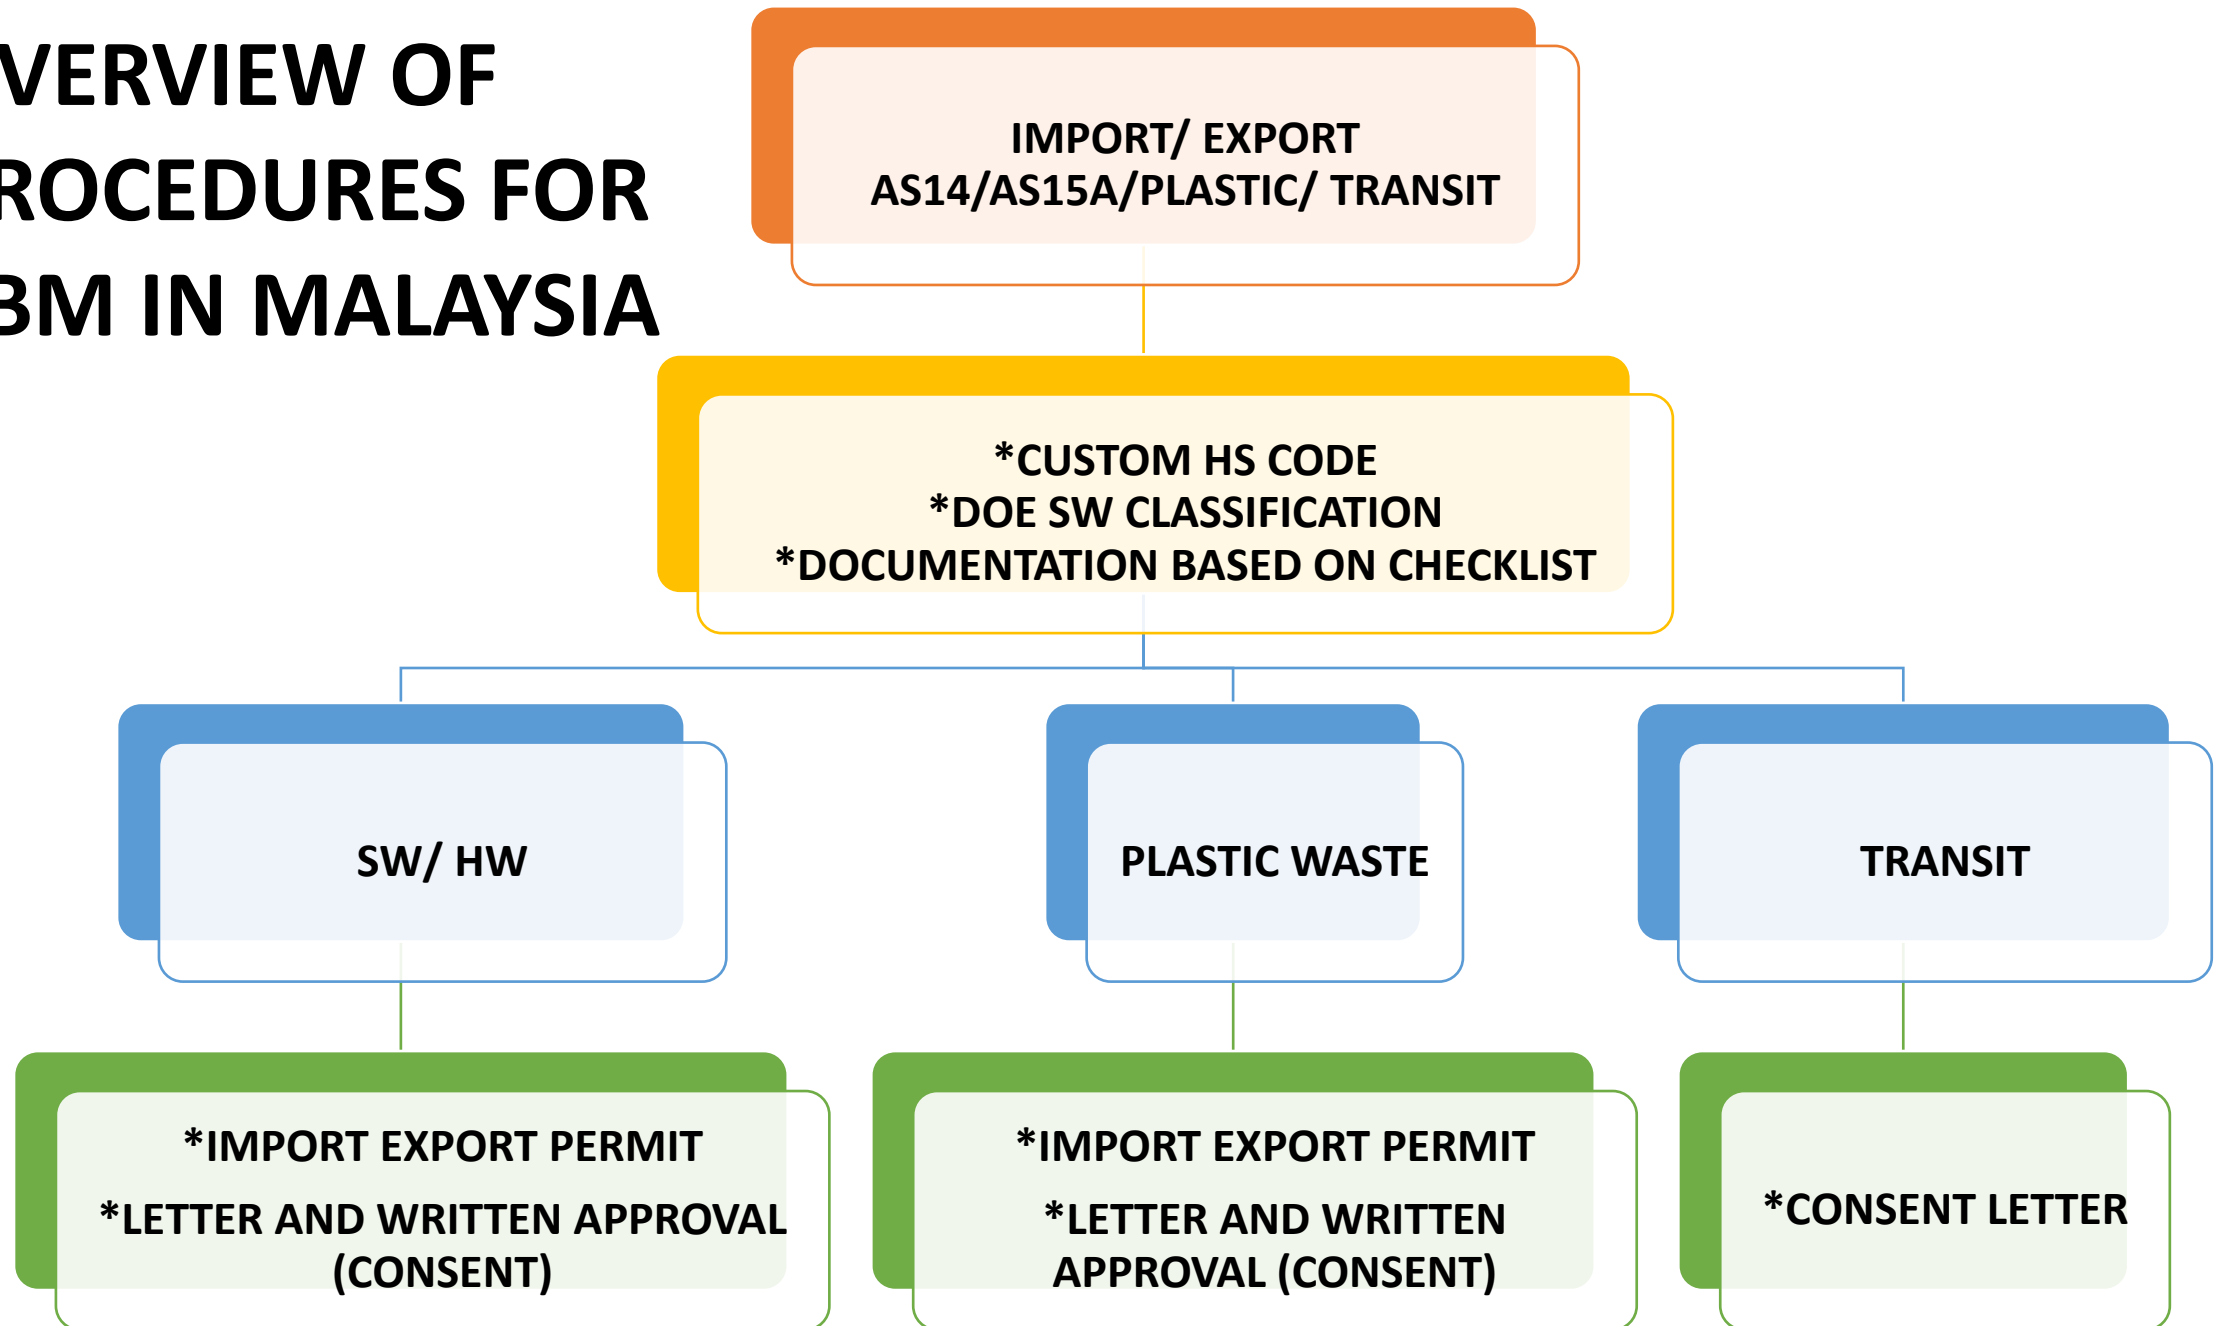 VERVIEW OF
ROCEDURES FOR
BM IN MALAYSIA
IMPORT/ EXPORT
AS14/AS15A/PLASTIC/ TRANSIT
*CUSTOM HS CODE
*DOE SW CLASSIFICATION
*DOCUMENTATION BASED ON CHECKLIST
SW/ HW
PLASTIC WASTE
TRANSIT
*IMPORT EXPORT PERMIT
*LETTER AND WRITTEN APPROVAL
(CONSENT)
*IMPORT EXPORT PERMIT
*LETTER AND WRITTEN
APPROVAL (CONSENT)
*CONSENT LETTER